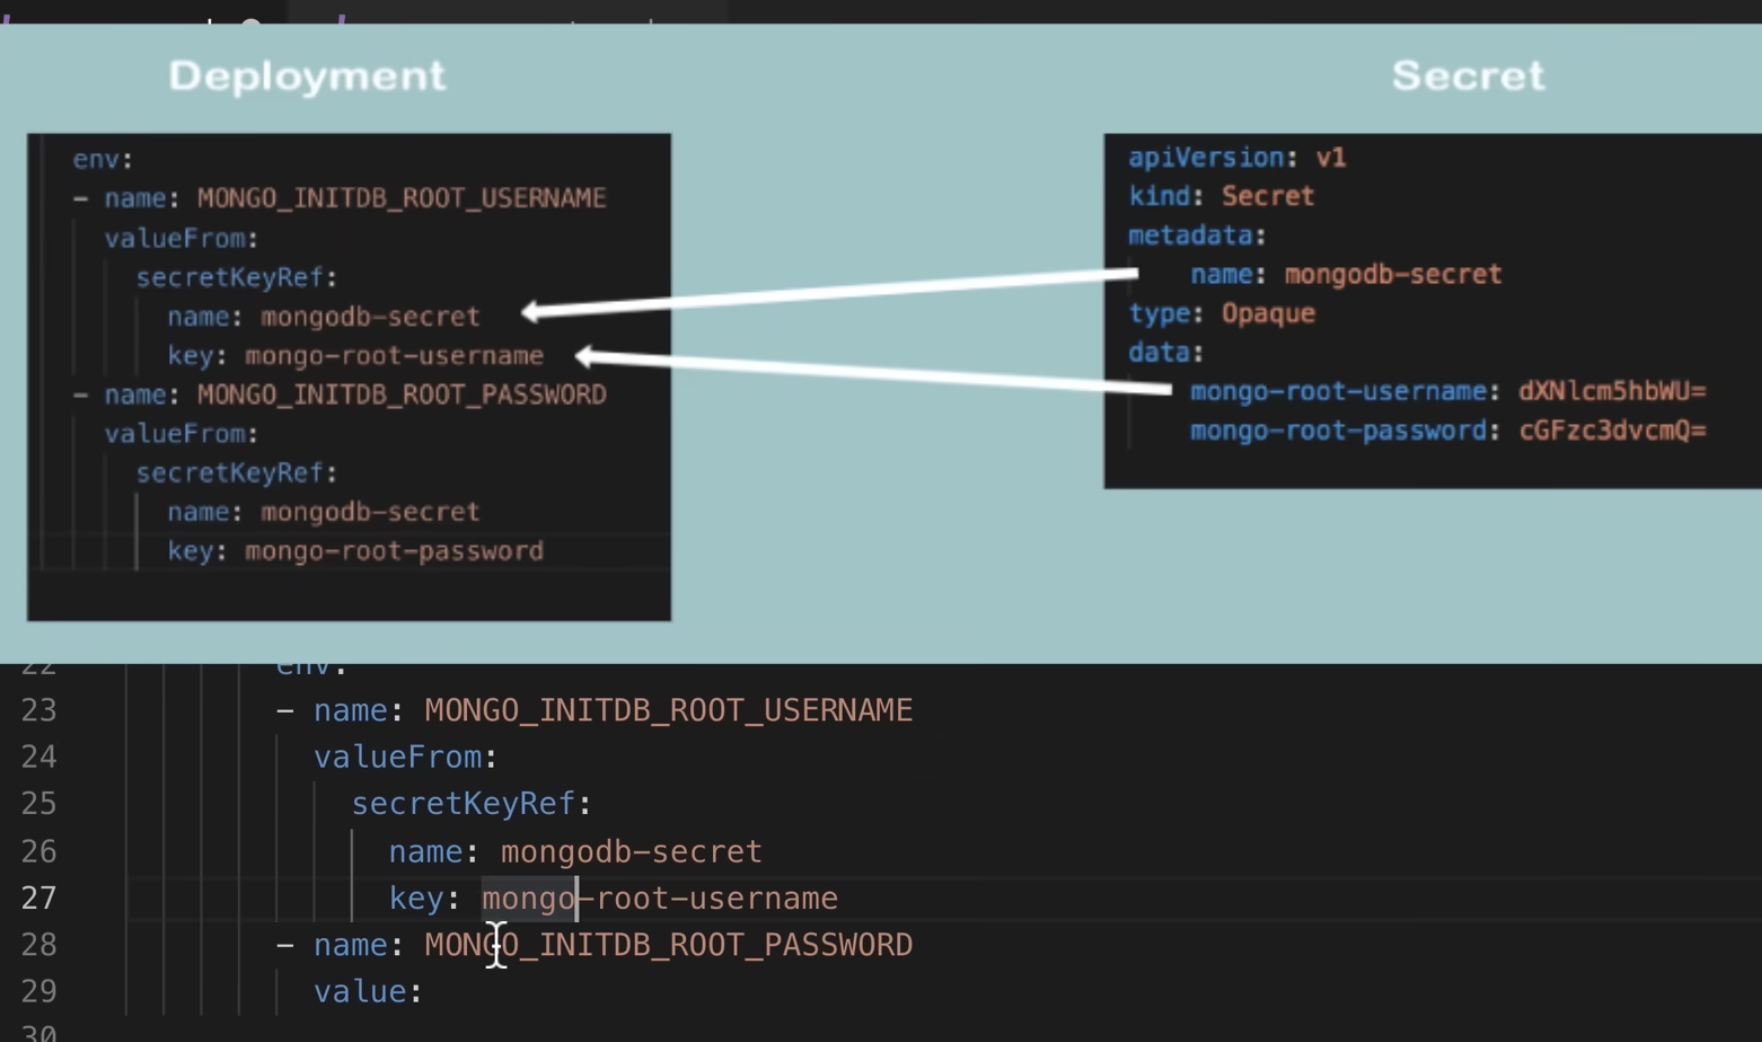 Deployment
env:
- name: MONGO_INITDB_ROOT_USERNAME
valueFrom:
secretKeyRef:
name: mongodb-secret
key: mongo-root-username
- name: MONGO_INITDB_ROOT_PASSWORD
valueFrom:
secretKeyRef:
name: mongodb-secret
key: mongo-root-password
Secret
apiVersion: v1
kind: Secret
metadata:
name: mongodb-secret
type: Opaque
data:
mongo-root-username: dXNlcm5hbWU=
mongo-root-password: cGFzc3dvcmQ=
22 env:
23 - name: MONGO_INITDB_ROOT_USERNAME
24 valueFrom:
25 secretKeyRef:
26 name: mongodb-secret
27 key: mongo-root-username
28 - name: MONGO_INITDB_ROOT_PASSWORD
29 value:
30